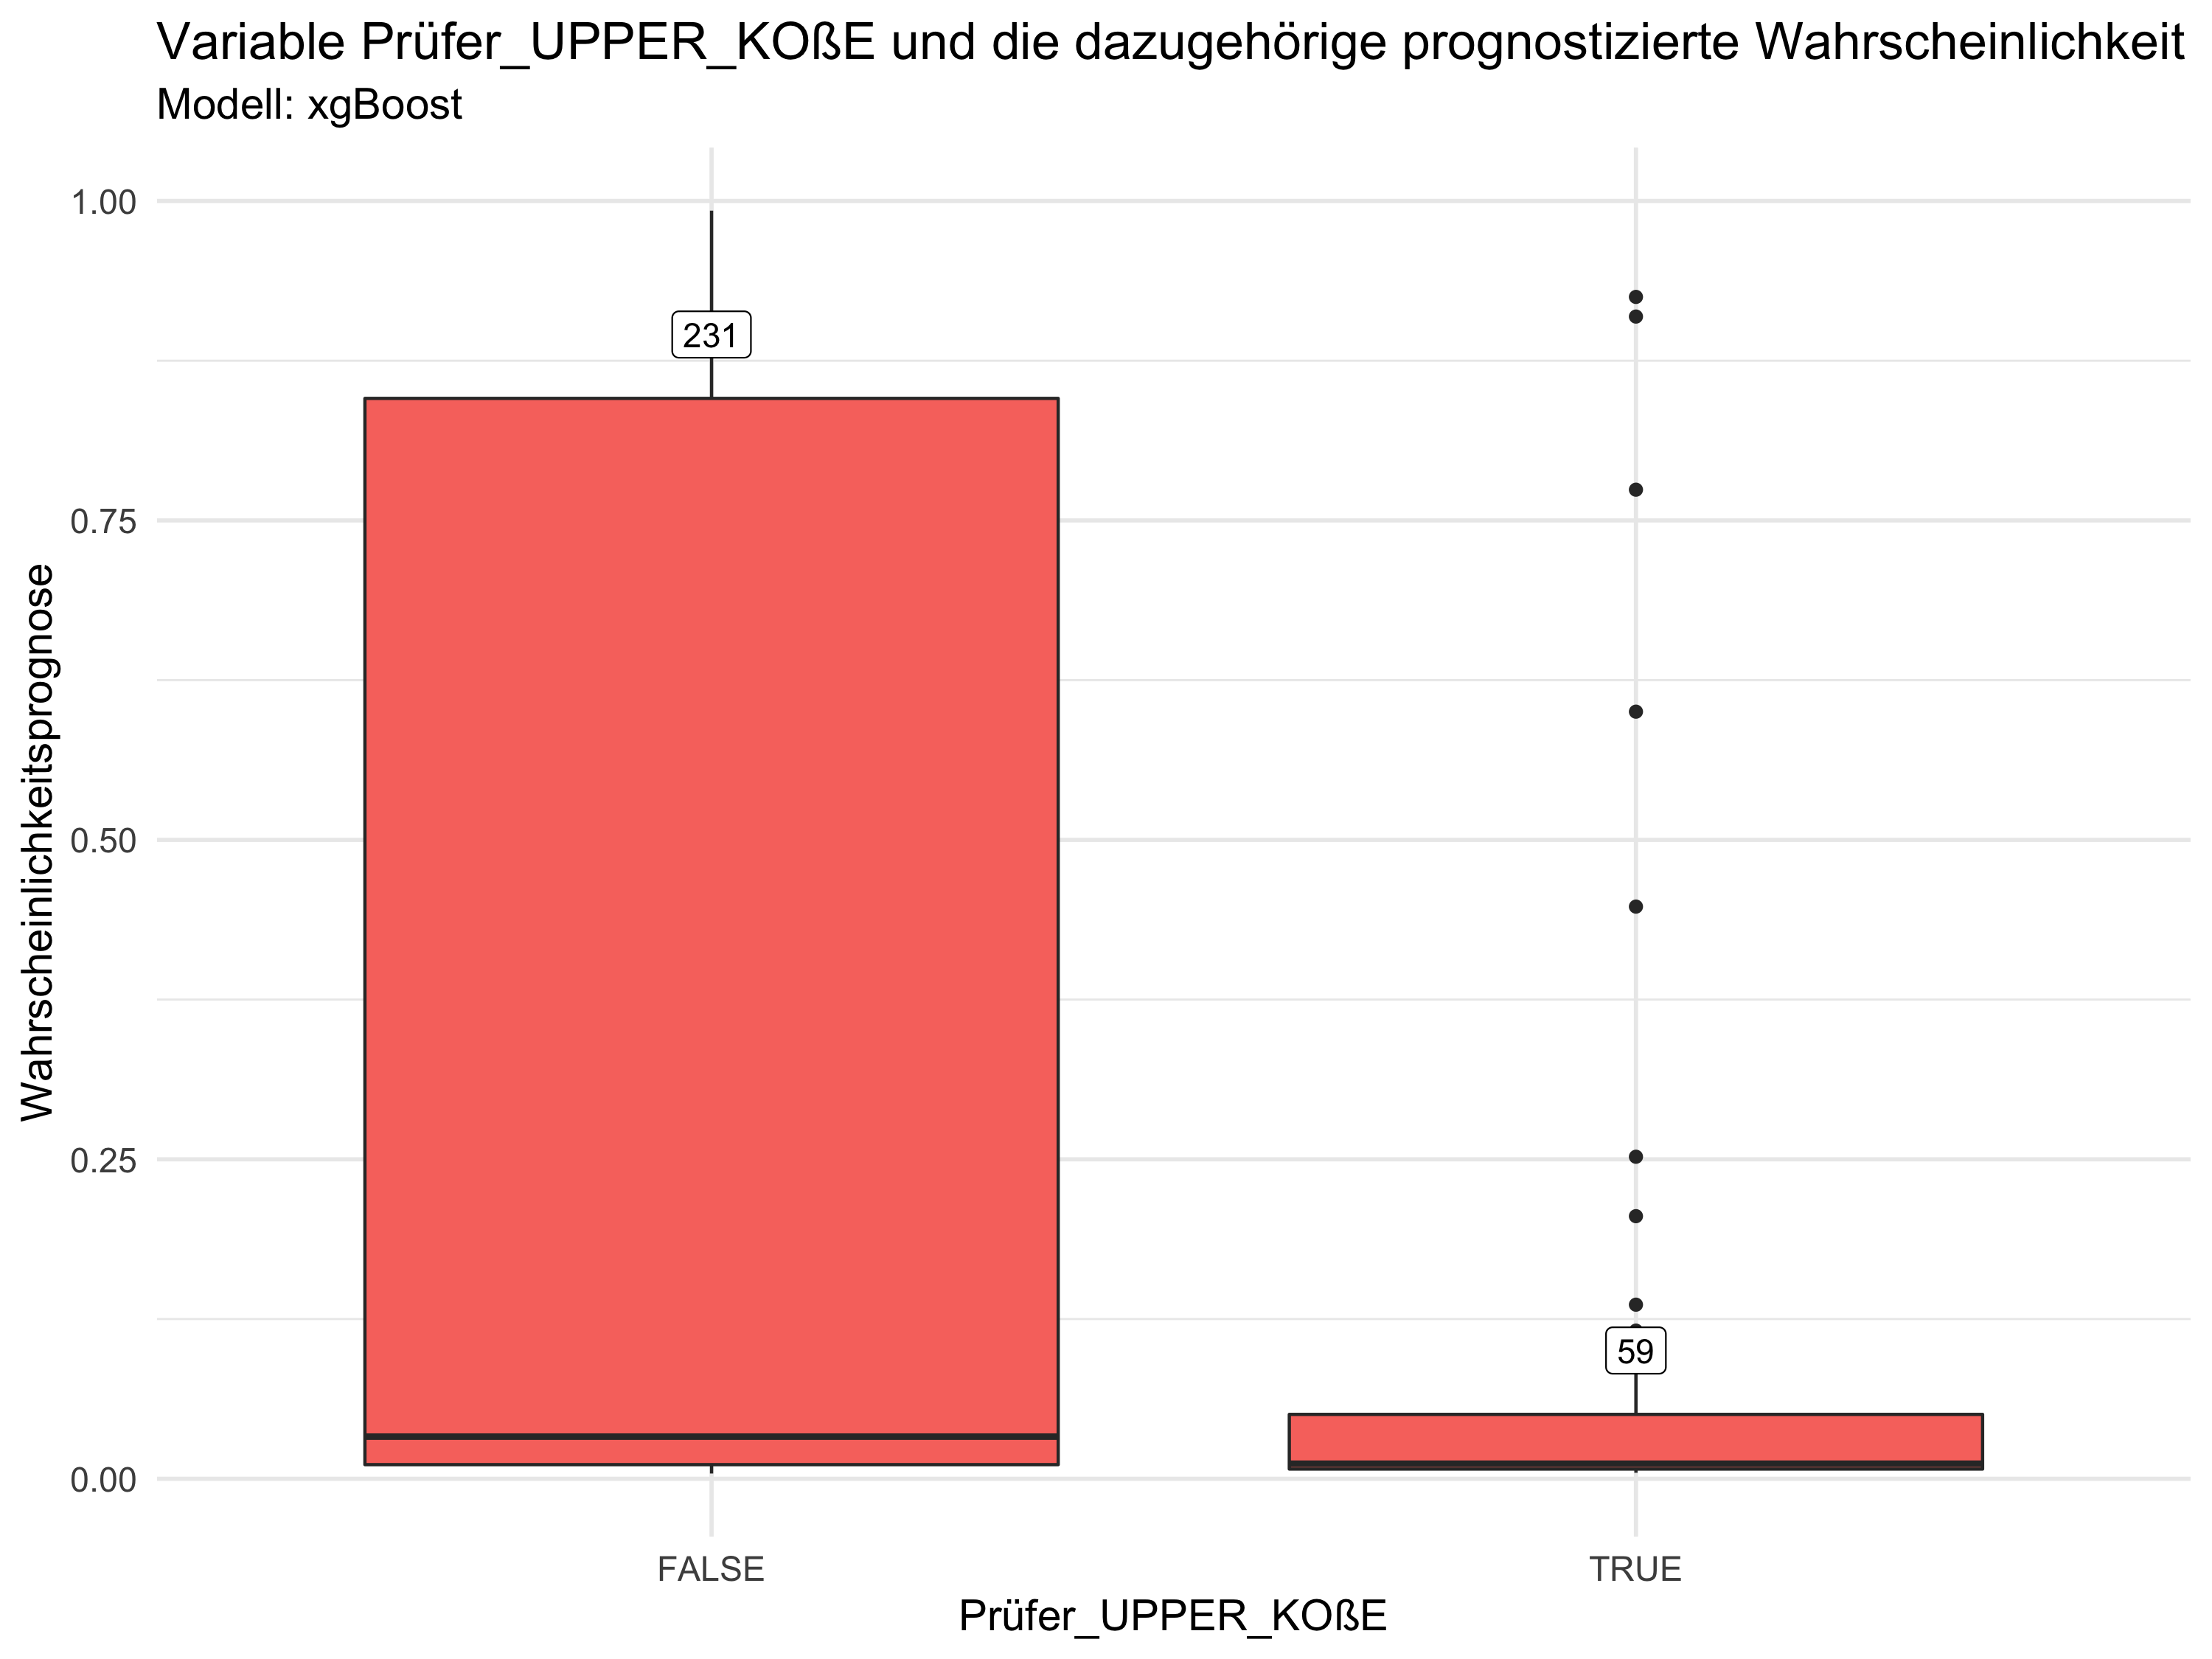 Variable Prüfer_UPPER_KOßE und die dazugehörige prognostizierte Wahrscheinlichkeit
Modell: xgBoost
Wahrscheinlichkeitsprognose
1.00
0.75
0.50
0.25
0.00
231
59
FALSE
TRUE
Prüfer_UPPER_KOßE